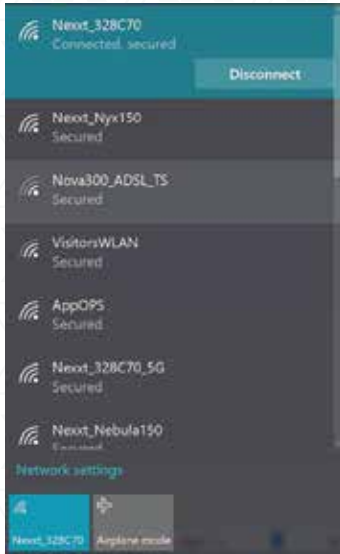 Nexxt_328C70
Connected, secured
Disconnect
Nexxt_Nyx150
Secured
Nova300_ADSL_TS
Secured
VisitorsWLAN
Secured
AppOPS
Secured
Nexxt_328C70_5G
Secured
Nexxt_Nebula150
Secured
Network settings
Nexxt_328C70
Airplane mode